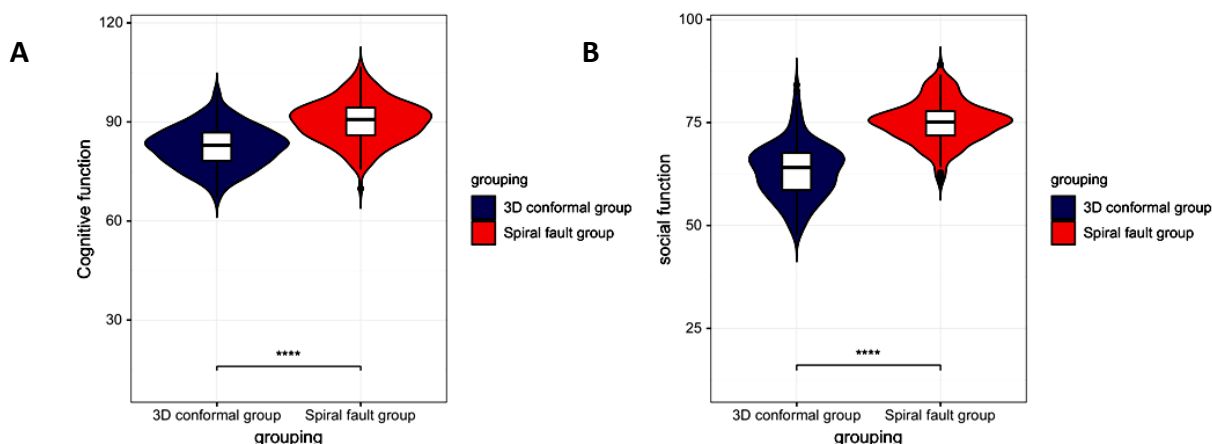 A
Cognitive function
120
90
60
30
****
3D conformal group Spiral fault group
grouping
grouping
3D conformal group
Spiral fault group
B
social function
100
75
50
25
****
3D conformal group Spiral fault group
grouping
grouping
3D conformal group
Spiral fault group